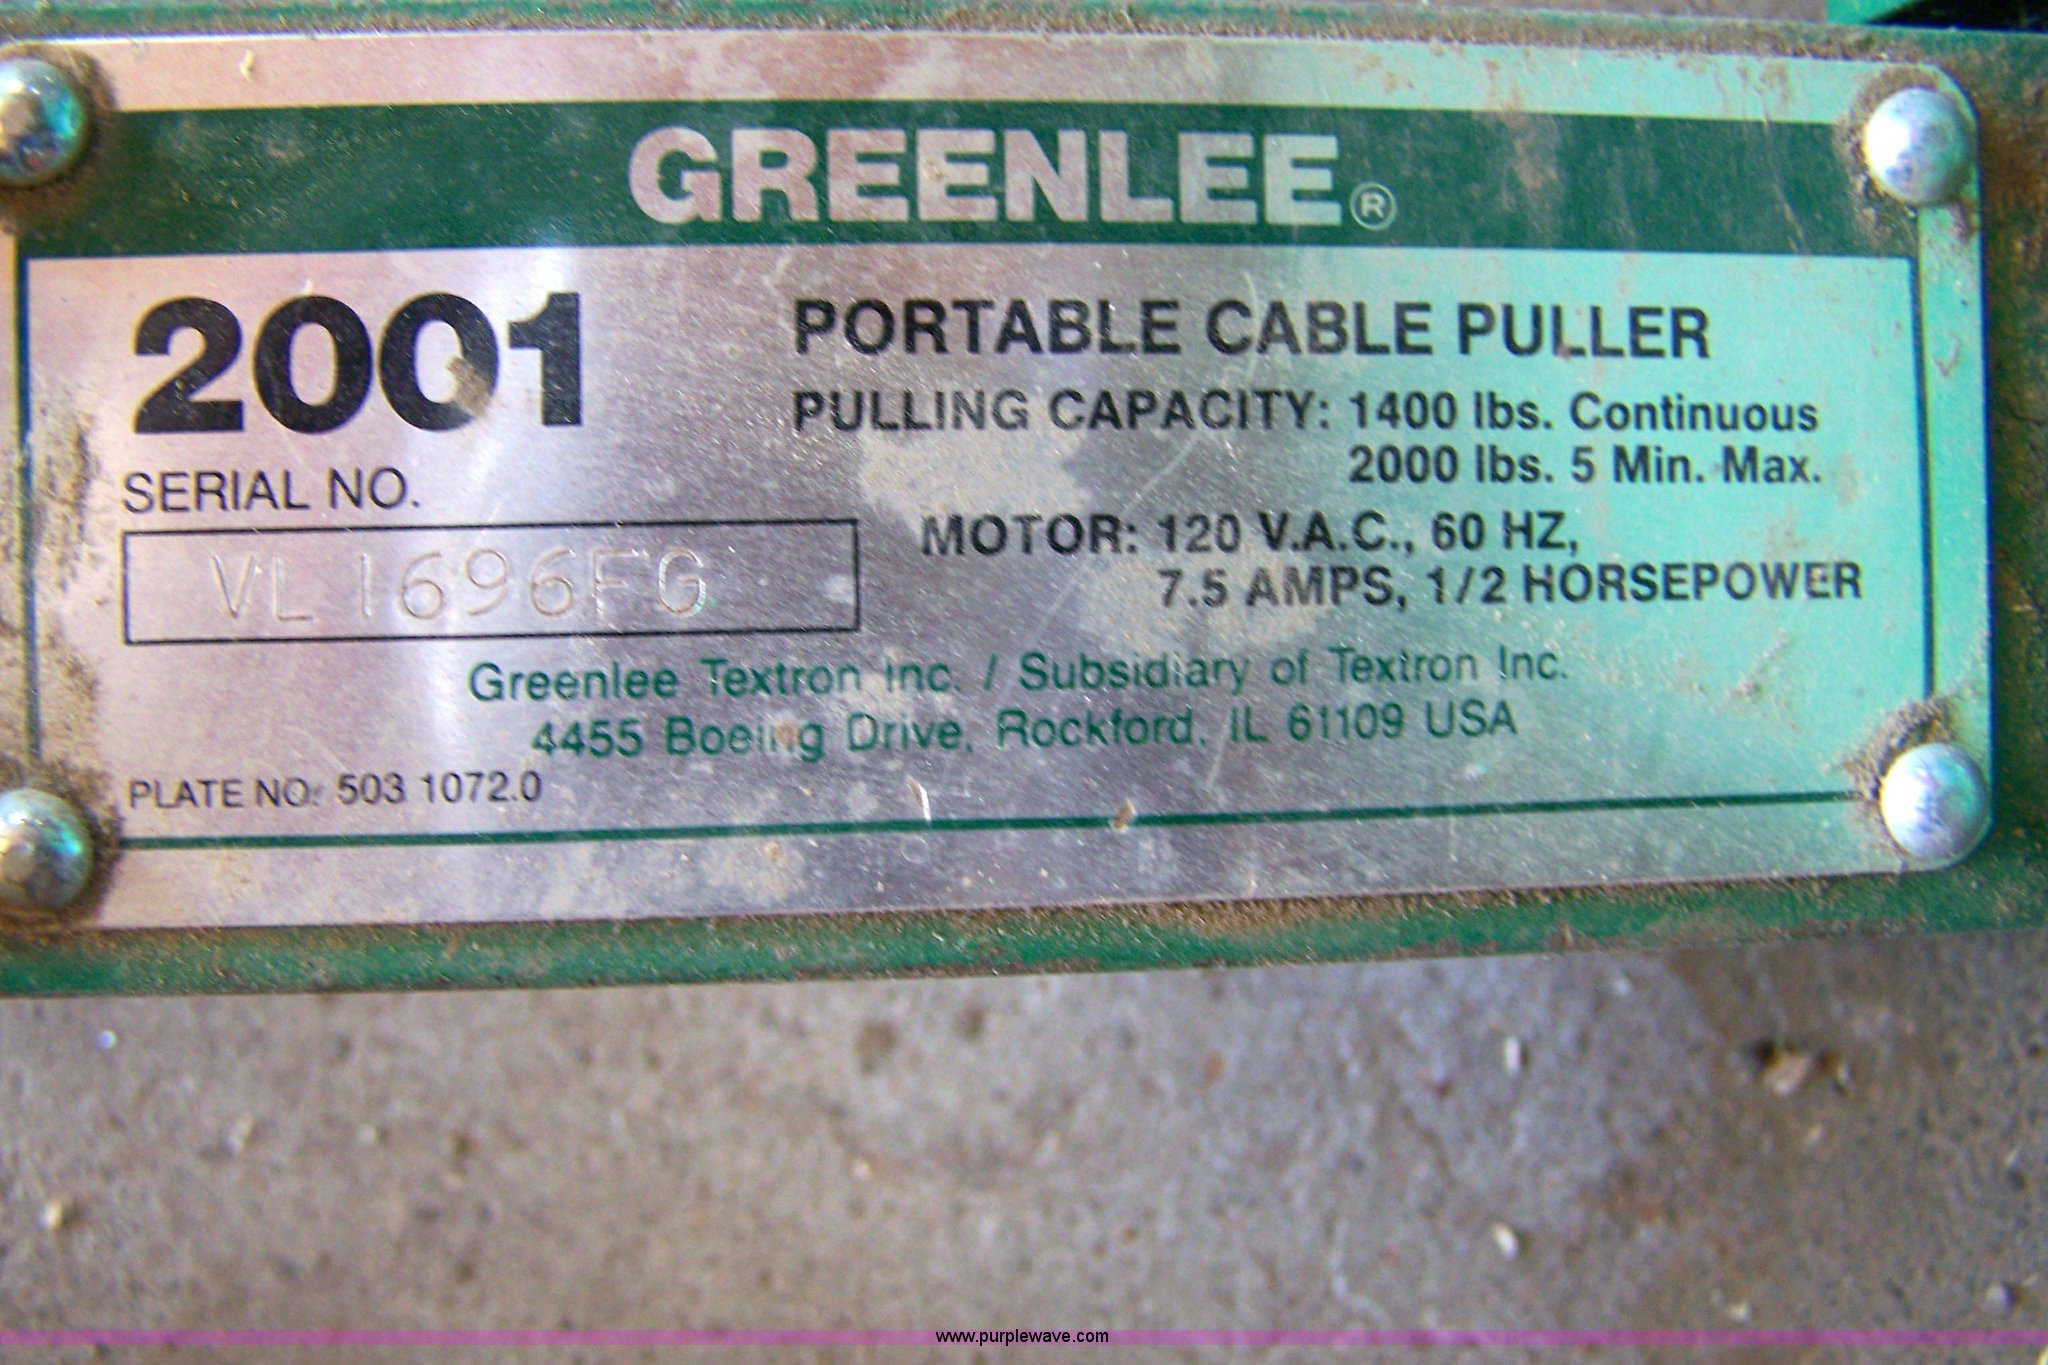 GREENLEE®
2001
PORTABLE CABLE PULLER
PULLING CAPACITY: 1400 lbs. Continuous
2000 lbs. 5 Min. Max.
SERIAL NO.
VL1696FG
MOTOR: 120 V.A.C., 60 HZ,
7.5 AMPS, 1/2 HORSEPOWER
Greenlee Textron Inc. / Subsidiary of Textron Inc.
4455 Boeing Drive, Rockford, IL 61109 USA
PLATE NO: 503 1072.0
www.purplewave.com